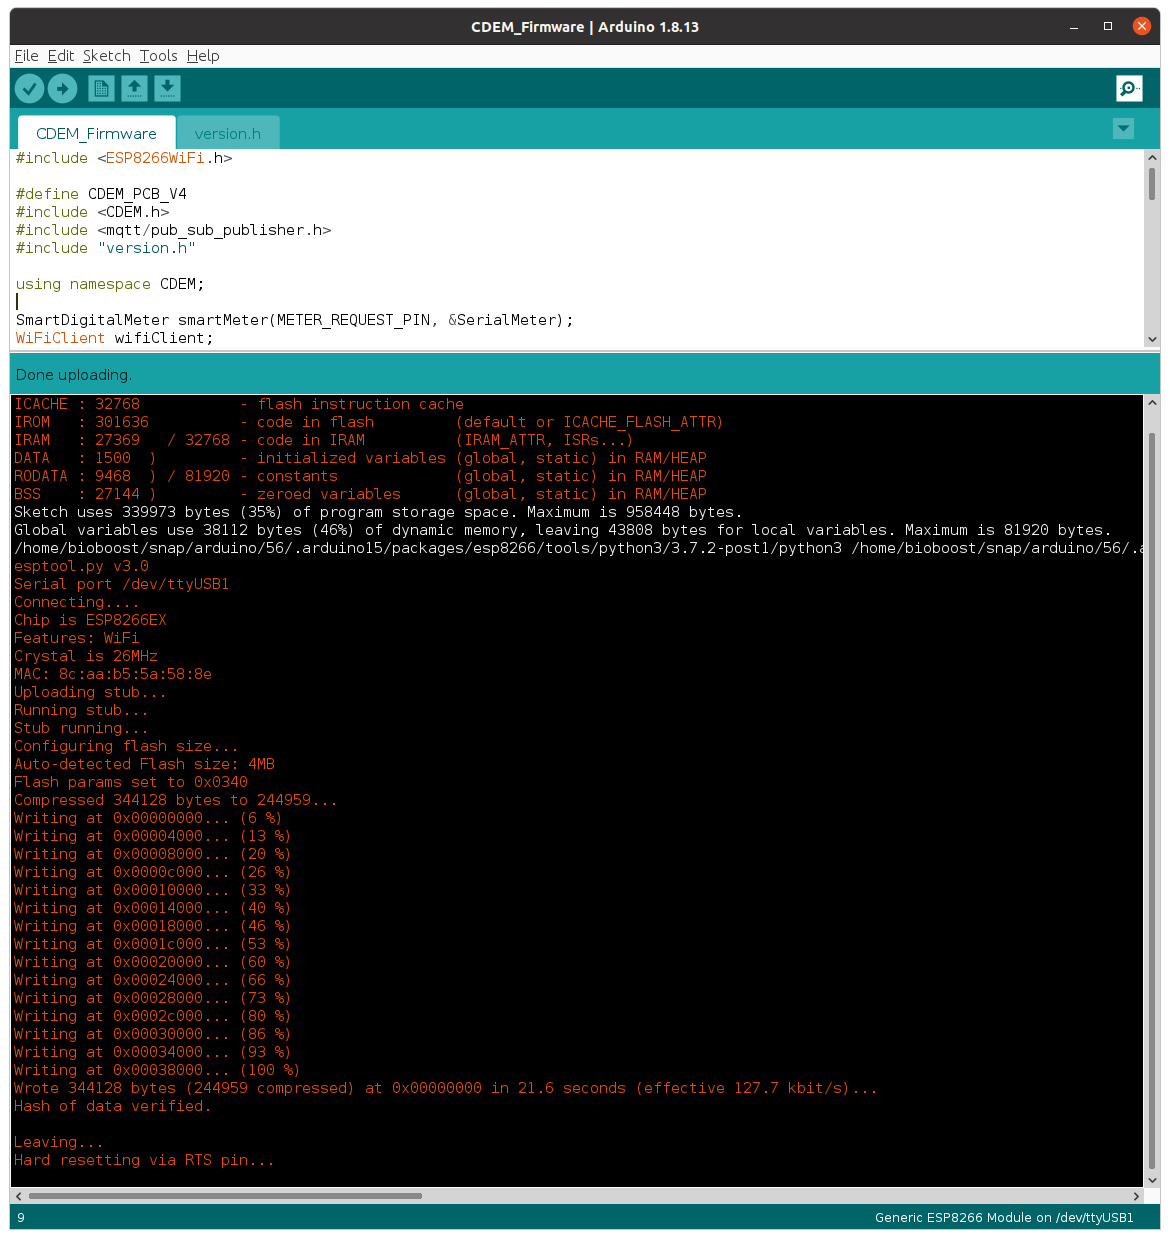 CDEM_Firmware | Arduino 1.8.13
File Edit Sketch Tools Help
CDEM_Firmware version.h
#include <ESP8266WiFi.h>
#define CDEM_PCB_V4
#include <CDEM.h>
#include <mqtt/pub_sub_publisher.h>
#include "version.h"
using namespace CDEM;
SmartDigitalMeter smartMeter(METER_REQUEST_PIN, &SerialMeter);
WiFiClient wifiClient;
Done uploading.
ICACHE : 32768 - flash instruction cache
IROM : 301636 - code in flash (default or ICACHE_FLASH_ATTR)
IRAM : 27369 / 32768 - code in IRAM (IRAM_ATTR, ISRs...)
DATA : 1500 ) - initialized variables (global, static) in RAM/HEAP
RODATA : 9468 ) / 81920 - constants (global, static) in RAM/HEAP
BSS : 27144 ) - zeroed variables (global, static) in RAM/HEAP
Sketch uses 339973 bytes (35%) of program storage space. Maximum is 958448 bytes.
Global variables use 38112 bytes (46%) of dynamic memory, leaving 43808 bytes for local variables. Maximum is 81920 bytes.
/home/bioboost/snap/arduino/56/.arduino15/packages/esp8266/tools/python3/3.7.2-post1/python3 /home/bioboost/snap/arduino/56/.a
esptool.py v3.0
Serial port /dev/ttyUSB1
Connecting....
Chip is ESP8266EX
Features: WiFi
Crystal is 26MHz
MAC: 8c:aa:b5:5a:58:8e
Uploading stub...
Running stub...
Stub running...
Configuring flash size...
Auto-detected Flash size: 4MB
Flash params set to 0x0340
Compressed 344128 bytes to 244959...
Writing at 0x00000000... (6 %)
Writing at 0x00004000... (13 %)
Writing at 0x00008000... (20 %)
Writing at 0x0000c000... (26 %)
Writing at 0x00010000... (33 %)
Writing at 0x00014000... (40 %)
Writing at 0x00018000... (46 %)
Writing at 0x0001c000... (53 %)
Writing at 0x00020000... (60 %)
Writing at 0x00024000... (66 %)
Writing at 0x00028000... (73 %)
Writing at 0x0002c000... (80 %)
Writing at 0x00030000... (86 %)
Writing at 0x00034000... (93 %)
Writing at 0x00038000... (100 %)
Wrote 344128 bytes (244959 compressed) at 0x00000000 in 21.6 seconds (effective 127.7 kbit/s)...
Hash of data verified.
Leaving...
Hard resetting via RTS pin...
9 Generic ESP8266 Module on /dev/ttyUSB1